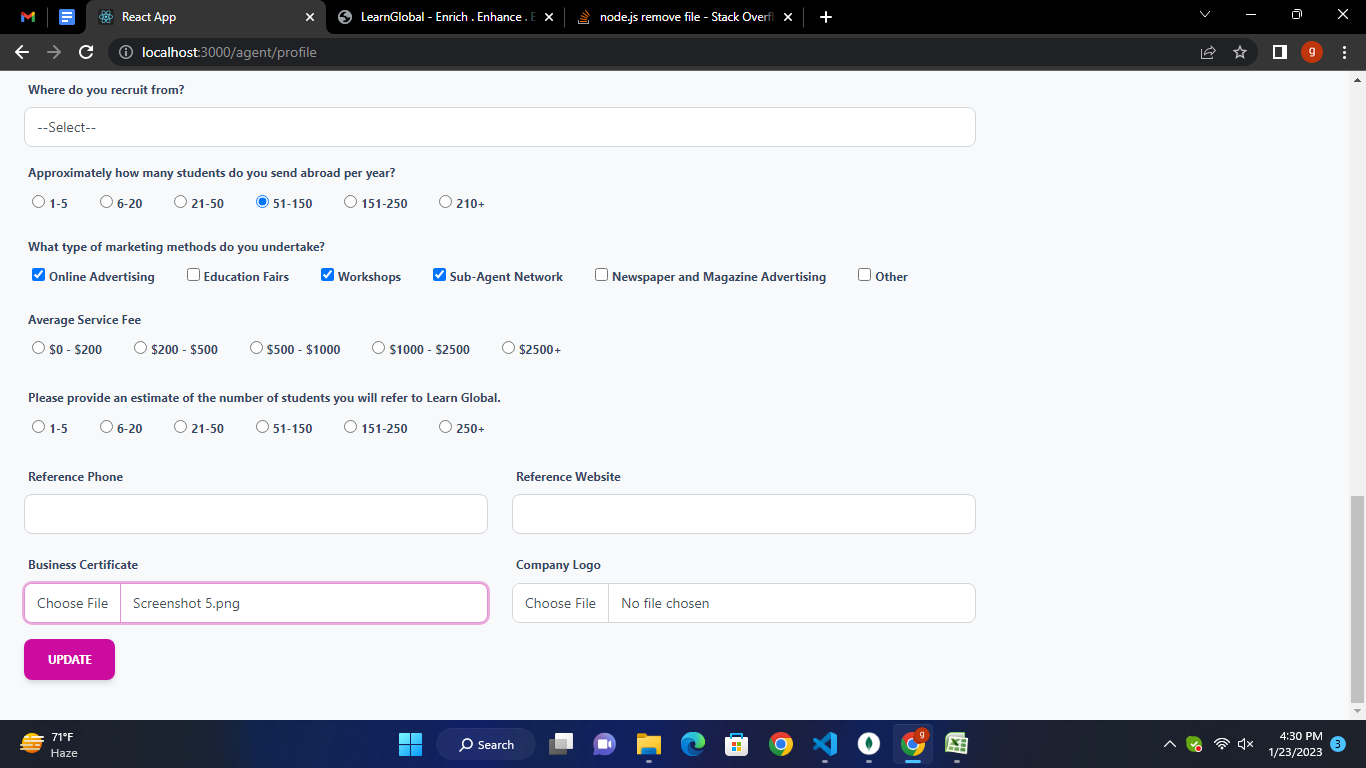 React App
LearnGlobal - Enrich . Enhance . E
node.js remove file - Stack Overfl
localhost:3000/agent/profile
g
Where do you recruit from?
--Select--
Approximately how many students do you send abroad per year?
1-5 6-20 21-50 51-150 151-250 210+
What type of marketing methods do you undertake?
Online Advertising Education Fairs Workshops Sub-Agent Network Newspaper and Magazine Advertising Other
Average Service Fee
$0 - $200 $200 - $500 $500 - $1000 $1000 - $2500 $2500+
Please provide an estimate of the number of students you will refer to Learn Global.
1-5 6-20 21-50 51-150 151-250 250+
Reference Phone Reference Website
Business Certificate Company Logo
Choose File Screenshot 5.png Choose File No file chosen
UPDATE
71°F
Haze
Search
9
4:30 PM
1/23/2023
3